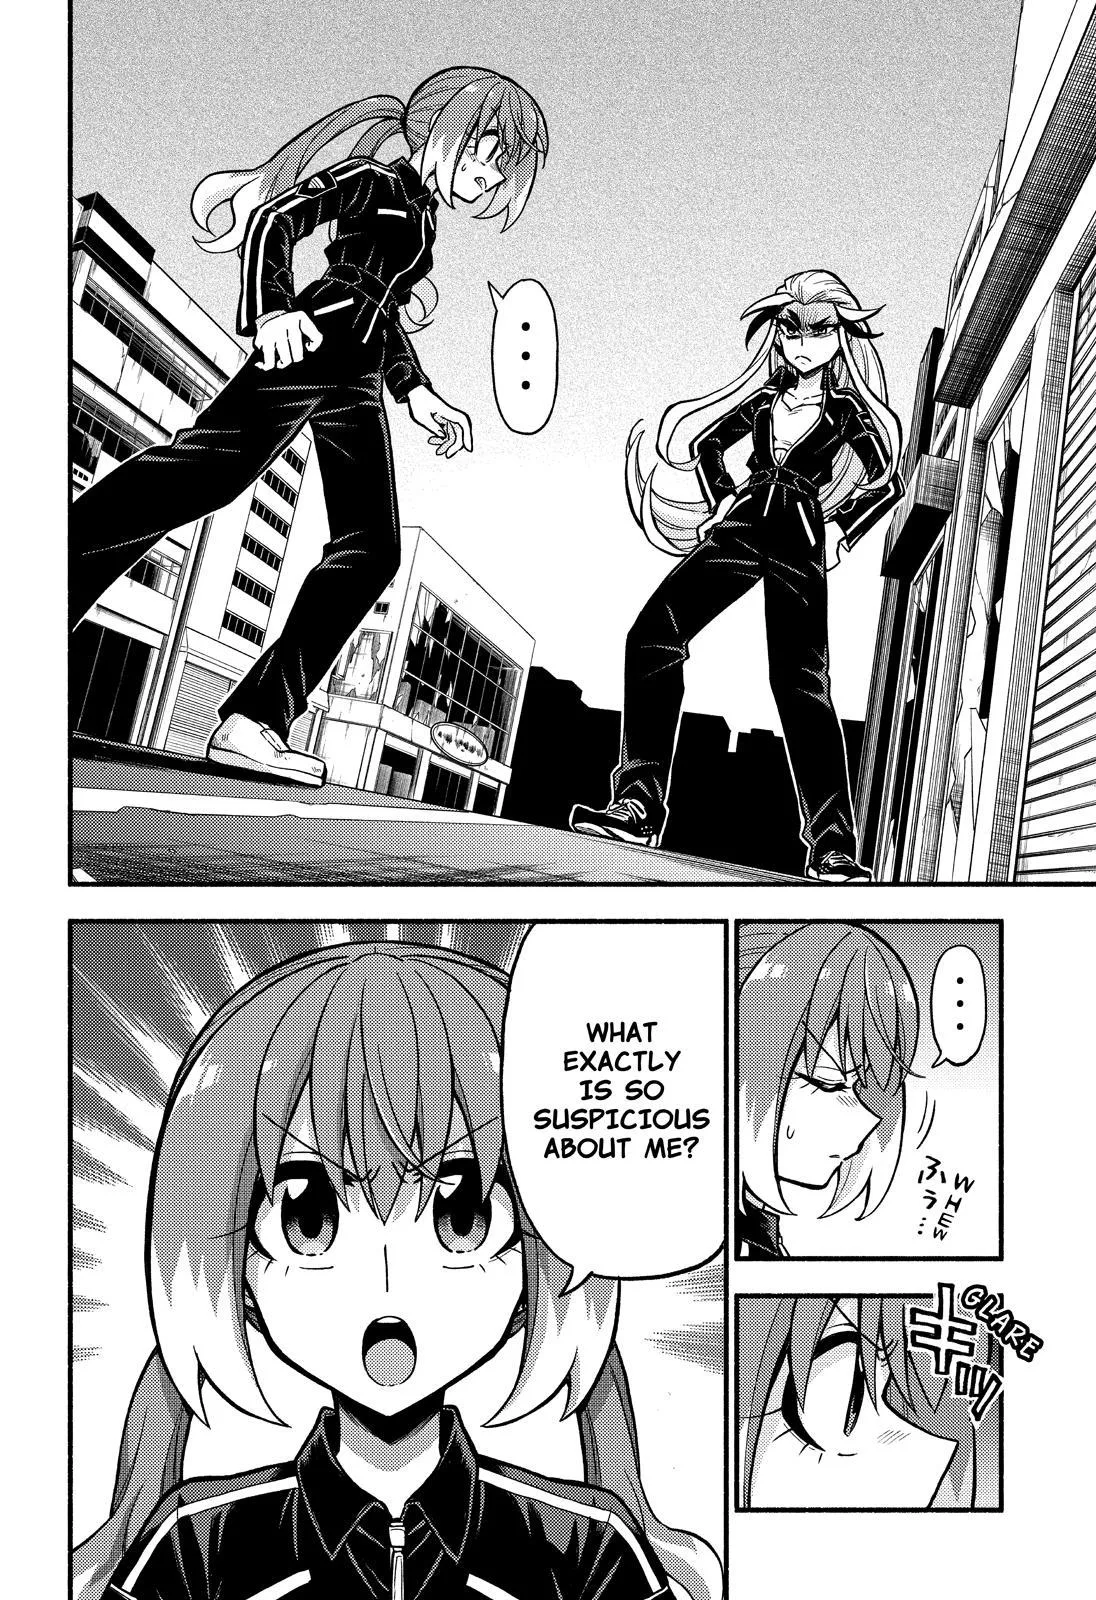 ...
...
ふぅ…
WHEW
GLARE
キッ
WHAT
EXACTLY
IS SO
SUSPICIOUS
ABOUT ME?